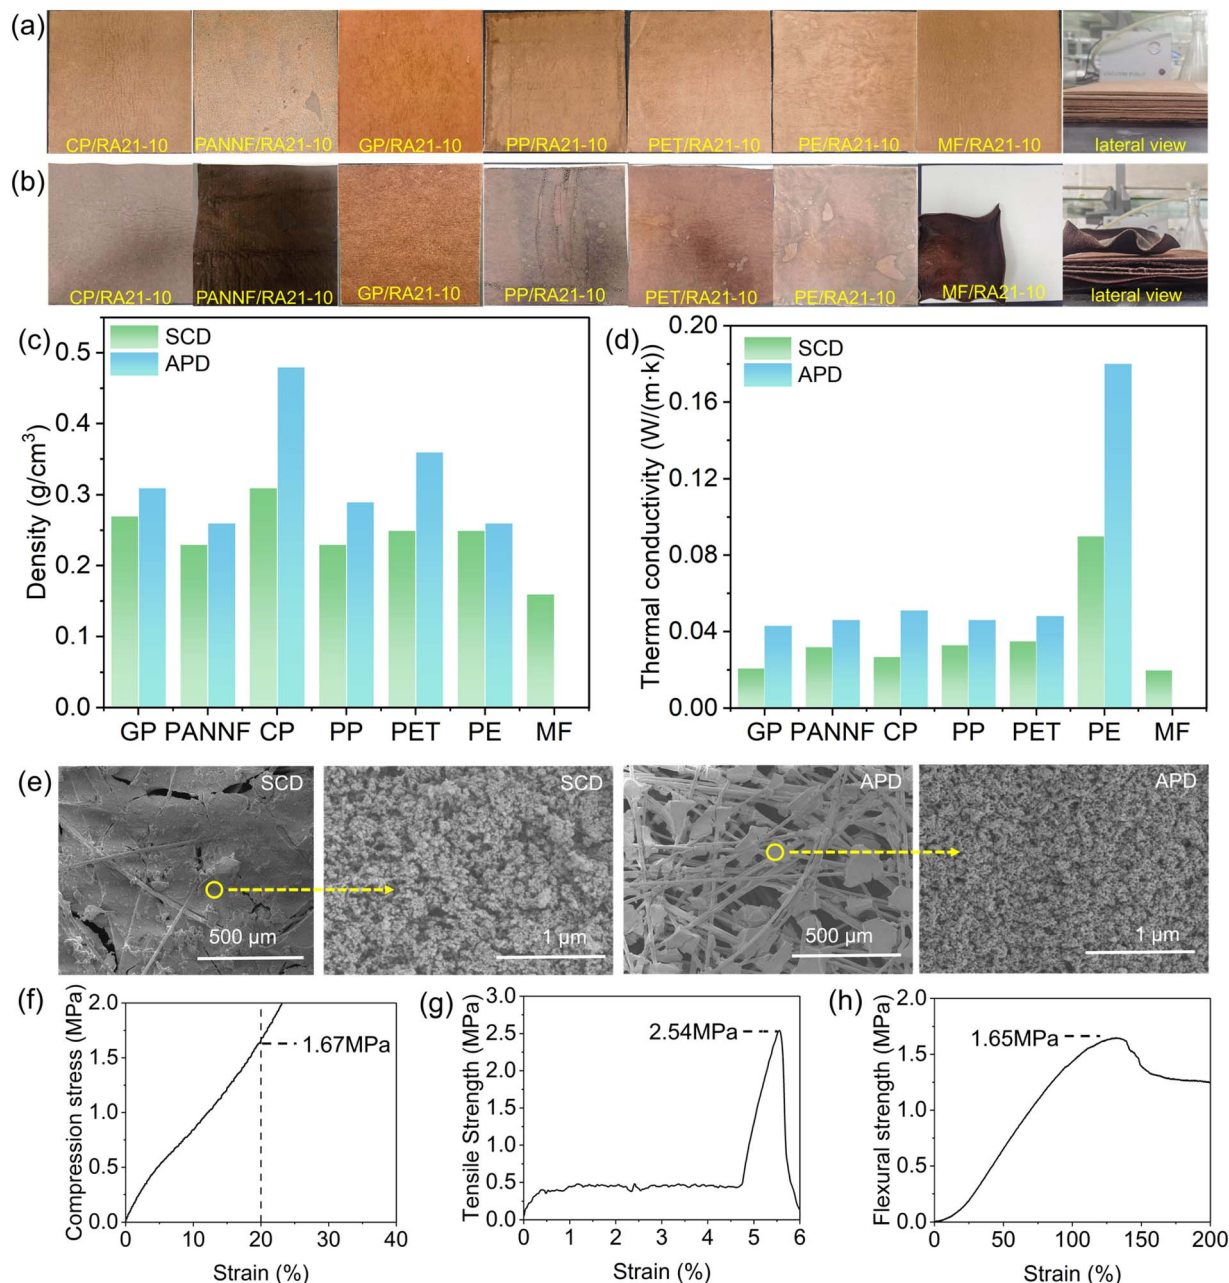 (a)
CP/RA21-10
PANNF/RA21-10
GP/RA21-10
PP/RA21-10
PET/RA21-10
PE/RA21-10
MF/RA21-10
lateral view
(b)
CP/RA21-10
PANNF/RA21-10
GP/RA21-10
PP/RA21-10
PET/RA21-10
PE/RA21-10
MF/RA21-10
lateral view
(c)
SCD
APD
Density (g/cm³)
0.5
0.4
0.3
0.2
0.1
0.0
GP
PANNF
CP
PP
PET
PE
MF
(d)
SCD
APD
Thermal conductivity (W/(m·k))
0.20
0.16
0.12
0.08
0.04
0.00
GP
PANNF
CP
PP
PET
PE
MF
(e)
SCD
500 μm
SCD
1 μm
APD
500 μm
APD
1 μm
(f)
Compression stress (MPa)
2.0
1.5
1.0
0.5
0.0
1.67MPa
0
20
40
Strain (%)
(g)
Tensile Strength (MPa)
3.0
2.5
2.0
1.5
1.0
0.5
0.0
2.54MPa
0
1
2
3
4
5
6
Strain (%)
(h)
Flexural strength (MPa)
2.0
1.5
1.0
0.5
0.0
1.65MPa
0
50
100
150
200
Strain (%)